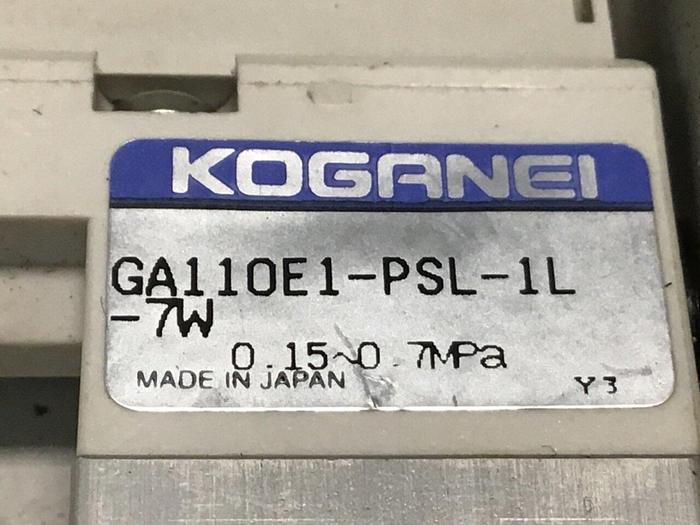 KOGANEI
GA110E1-PSL-1L
-7W
0.15~0.7MPa
MADE IN JAPAN Y3